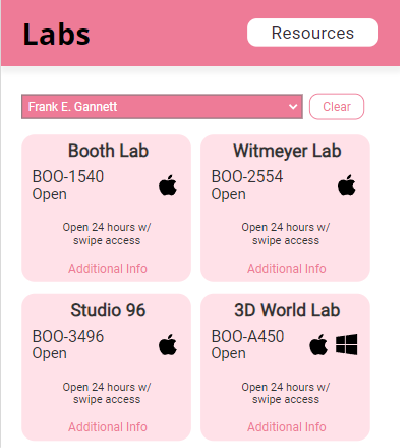 Labs
Resources
Frank E. Gannett
Clear
Booth Lab
BOO-1540
Open
Open 24 hours w/
swipe access
Additional Info
Witmeyer Lab
BOO-2554
Open
Open 24 hours w/
swipe access
Additional Info
Studio 96
BOO-3496
Open
Open 24 hours w/
swipe access
Additional Info
3D World Lab
BOO-A450
Open
Open 24 hours w/
swipe access
Additional Info